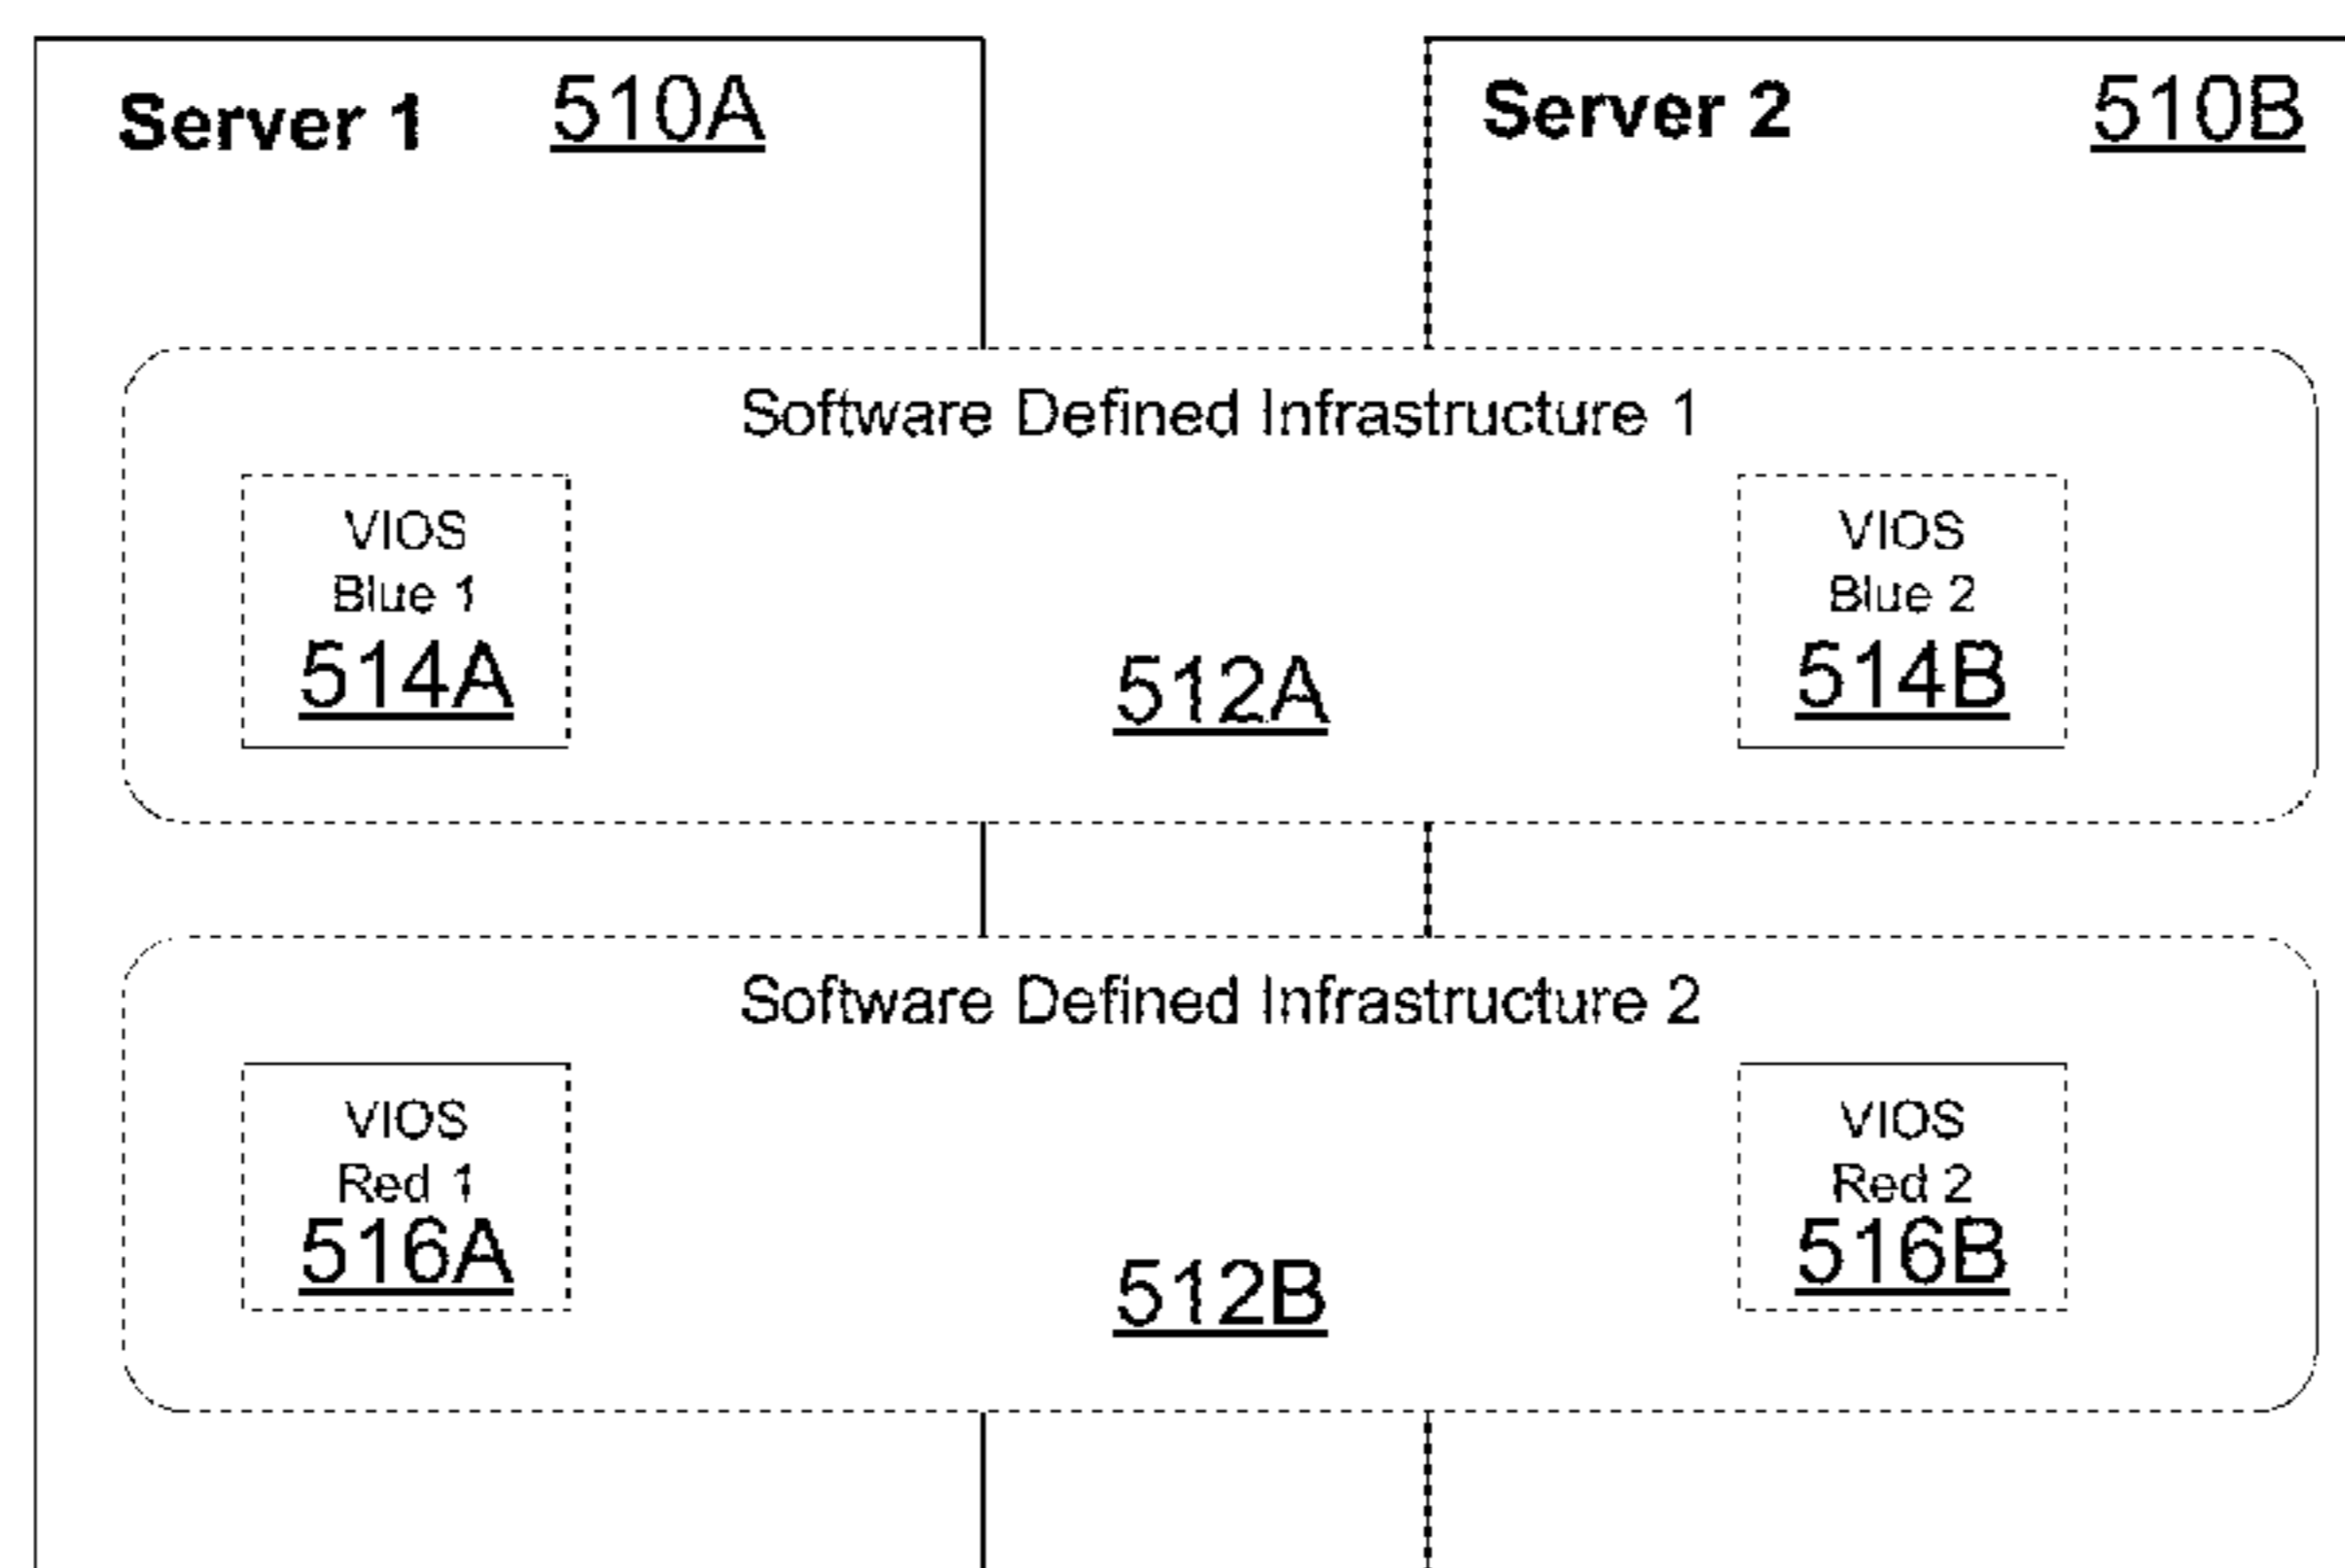 Server 1 510A
Server 2 510B
Software Defined Infrastructure 1
VIOS
Blue 1
514A
512A
VIOS
Blue 2
514B
Software Defined Infrastructure 2
VIOS
Red 1
516A
512B
VIOS
Red 2
516B